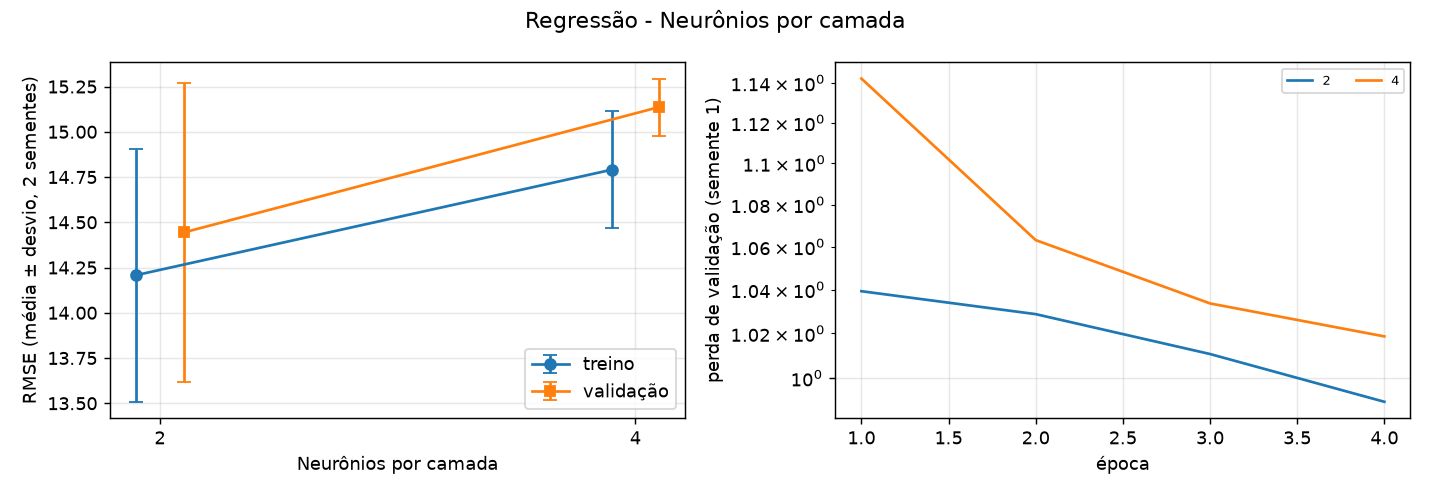 Regressão - Neurônios por camada
RMSE (média ± desvio, 2 sementes)
15.25
15.00
14.75
14.50
14.25
14.00
13.75
13.50
2
4
Neurônios por camada
treino
validação
perda de validação (semente 1)
1.14 × 10⁰
1.12 × 10⁰
1.1 × 10⁰
1.08 × 10⁰
1.06 × 10⁰
1.04 × 10⁰
1.02 × 10⁰
10⁰
1.0
1.5
2.0
2.5
3.0
3.5
4.0
época
2
4